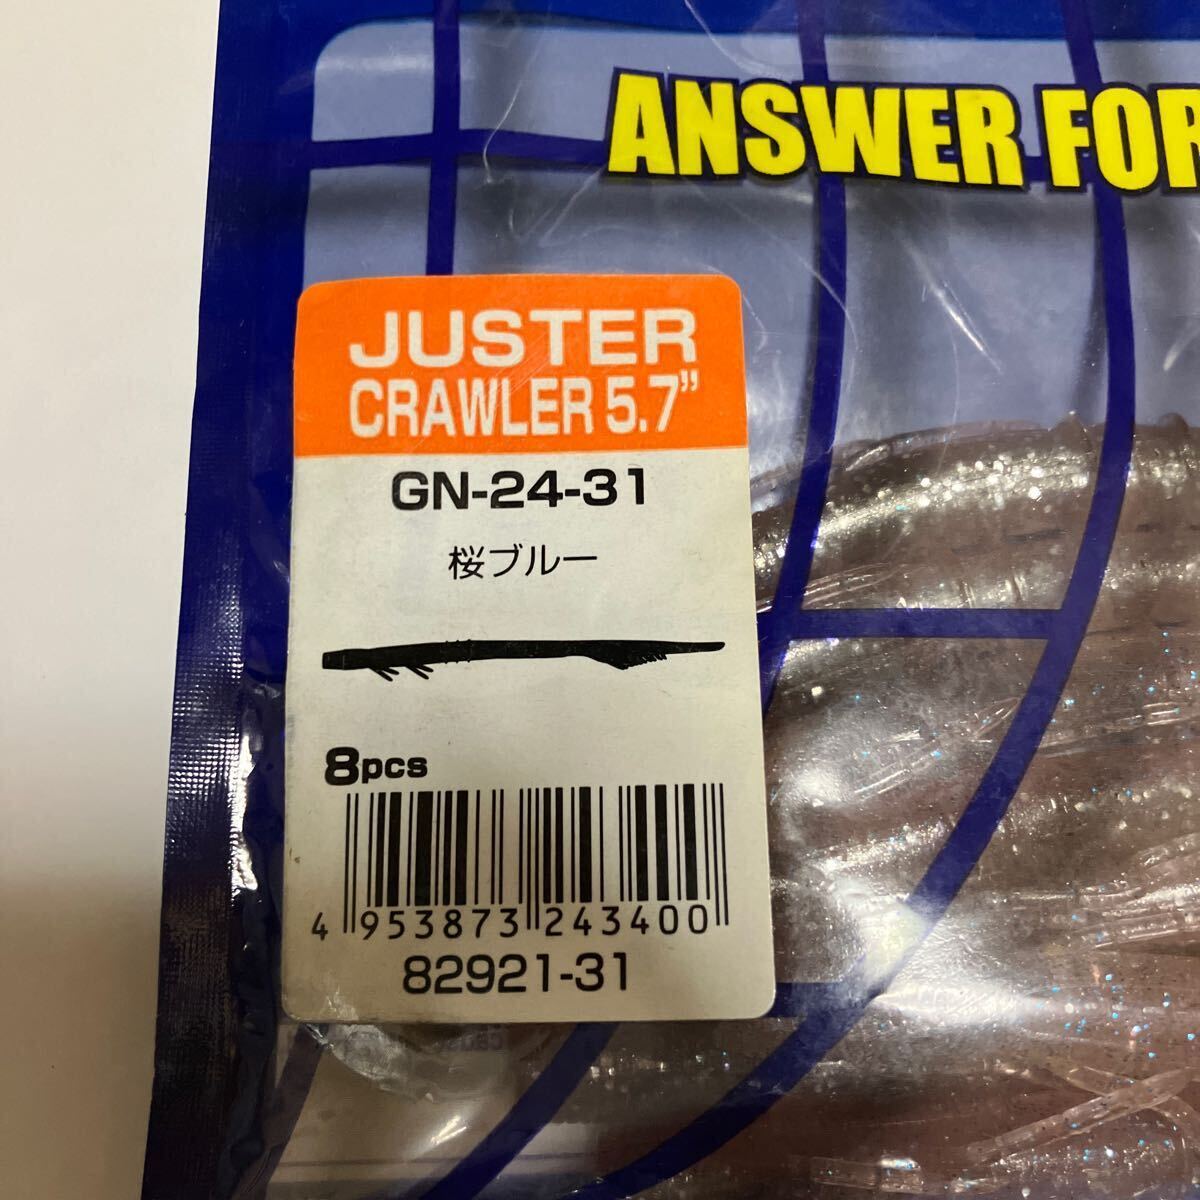 ANSWER FOR
JUSTER
CRAWLER 5.7”
GN-24-31
桜ブルー
8pcs
4 953873 243400
82921-31